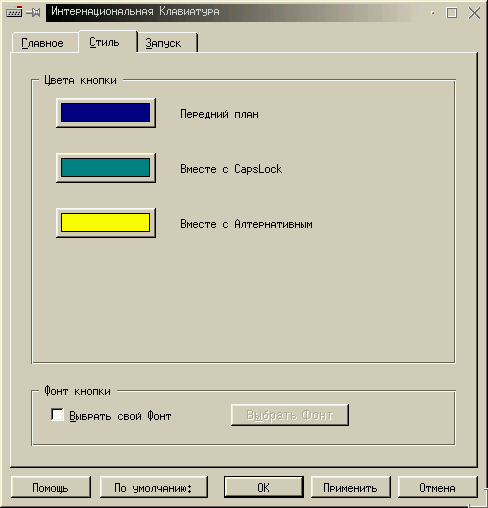 Интернациональная Клавиатура
Главное
Стиль
Запуск
Цвета кнопки
Передний план
Вместе с CapsLock
Вместе с Алтернативным
Фонт кнопки
Выбрать свой Фонт
Выбрать Фонт
Помощь
По умолчанию:
OK
Применить
Отмена